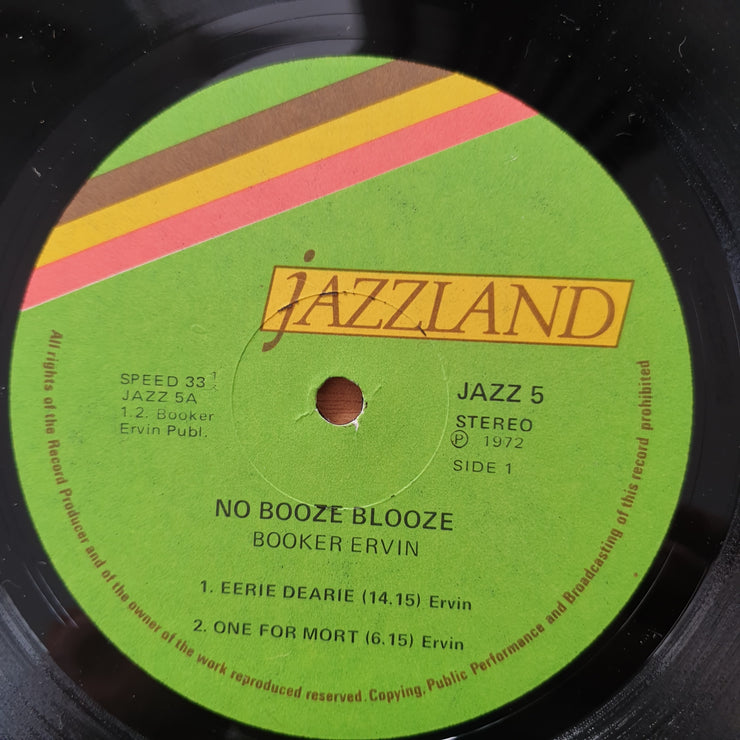 jAZZLAND
SPEED 33 1/3
JAZZ 5A
1.2. Booker
Ervin Publ.
JAZZ 5
STEREO
Ⓟ 1972
SIDE 1
NO BOOZE BLOOZE
BOOKER ERVIN
1. EERIE DEARIE (14.15) Ervin
2. ONE FOR MORT (6.15) Ervin
All rights of the Record Producer and of the owner of the work reproduced reserved. Copying, Public Performance and Broadcasting of this record prohibited